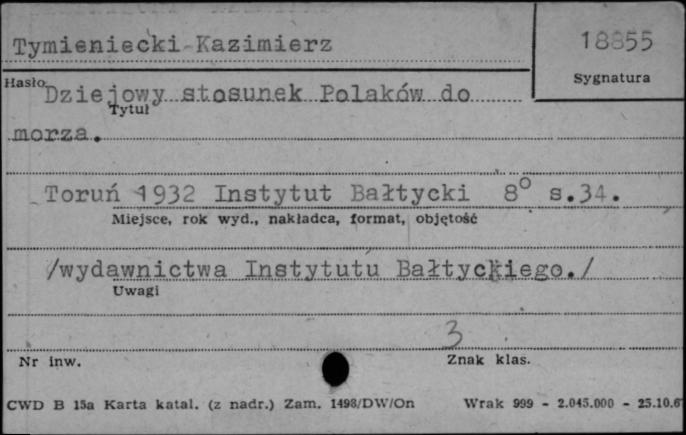 Tymieniecki Kazimierz
18855
Hasło
Sygnatura
Dziejowy stosunek Polaków do
Tytuł
morza.
Toruń 1932 Instytut Bałtycki 8° s.34.
Miejsce, rok wyd., nakładca, format, objętość
/wydawnictwa Instytutu Bałtyckiego./
Uwagi
3
Nr inw.
Znak klas.
CWD B 15a Karta katal. (z nadr.) Zam. 1498/DW/On Wrak 999 - 2.045.000 - 25.10.6